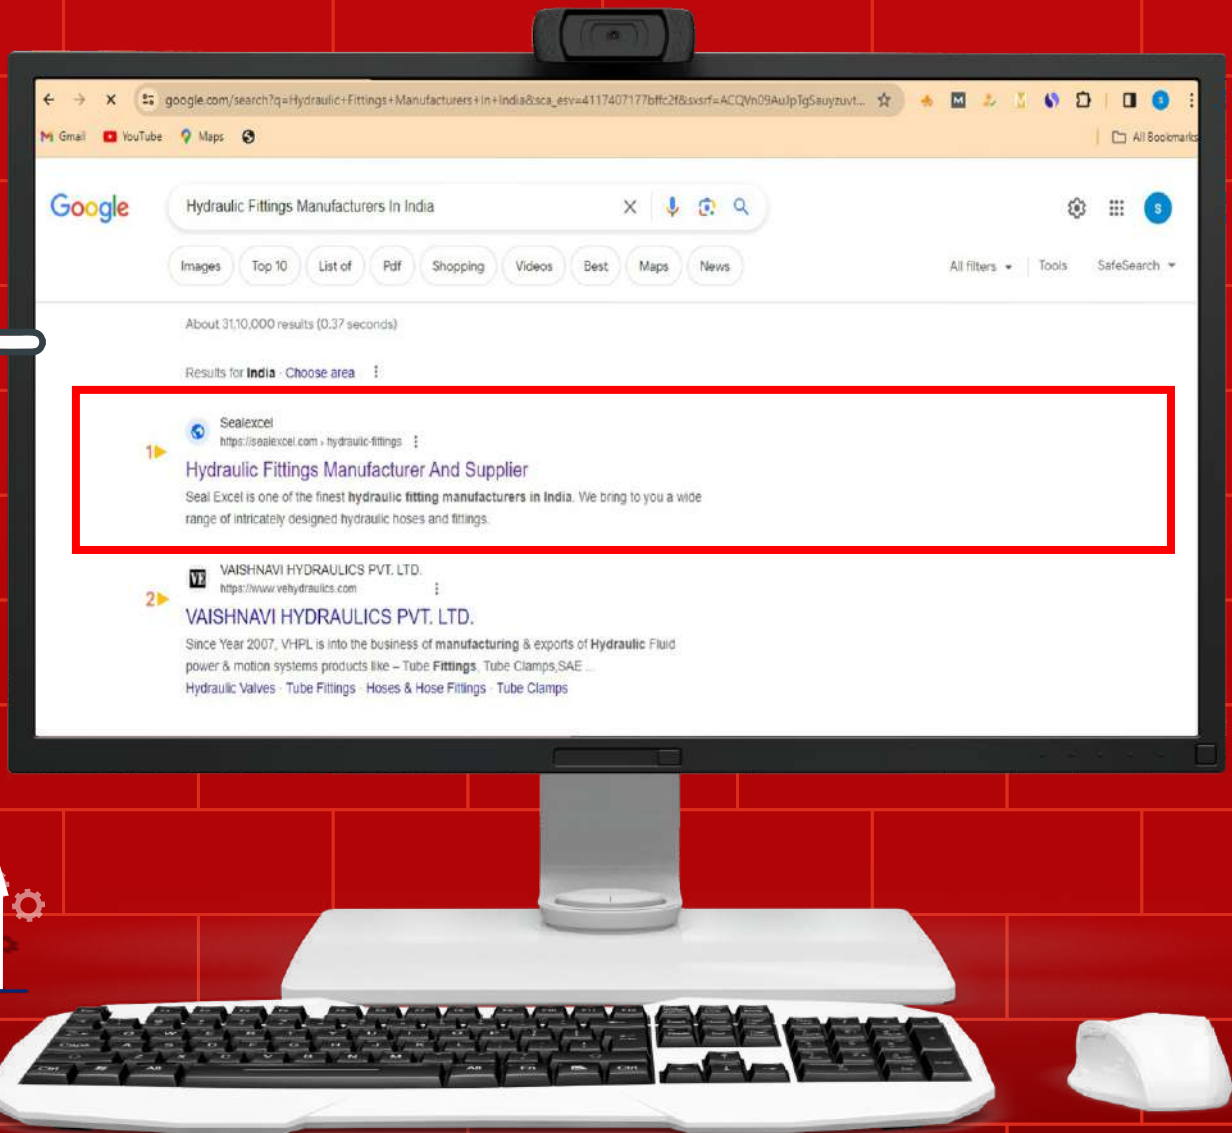 google.com/search?q=Hydraulic+Fittings+Manufacturers+In+India&sca_esv=4117407177bffc2f&sxsrf=ACQVn09AuJpTgSauyzuvt...
Gmail YouTube Maps All Bookmarks
Google Hydraulic Fittings Manufacturers In India S
Images Top 10 List of Pdf Shopping Videos Best Maps News All filters Tools SafeSearch
About 31,10,000 results (0.37 seconds)
Results for India · Choose area
Sealexcel
https://sealexcel.com › hydraulic-fittings
1 Hydraulic Fittings Manufacturer And Supplier
Seal Excel is one of the finest hydraulic fitting manufacturers in India. We bring to you a wide
range of intricately designed hydraulic hoses and fittings.
VAISHNAVI HYDRAULICS PVT. LTD.
https://www.vehydraulics.com
2 VAISHNAVI HYDRAULICS PVT. LTD.
Since Year 2007, VHPL is into the business of manufacturing & exports of Hydraulic Fluid
power & motion systems products like – Tube Fittings, Tube Clamps,SAE ...
Hydraulic Valves · Tube Fittings · Hoses & Hose Fittings · Tube Clamps